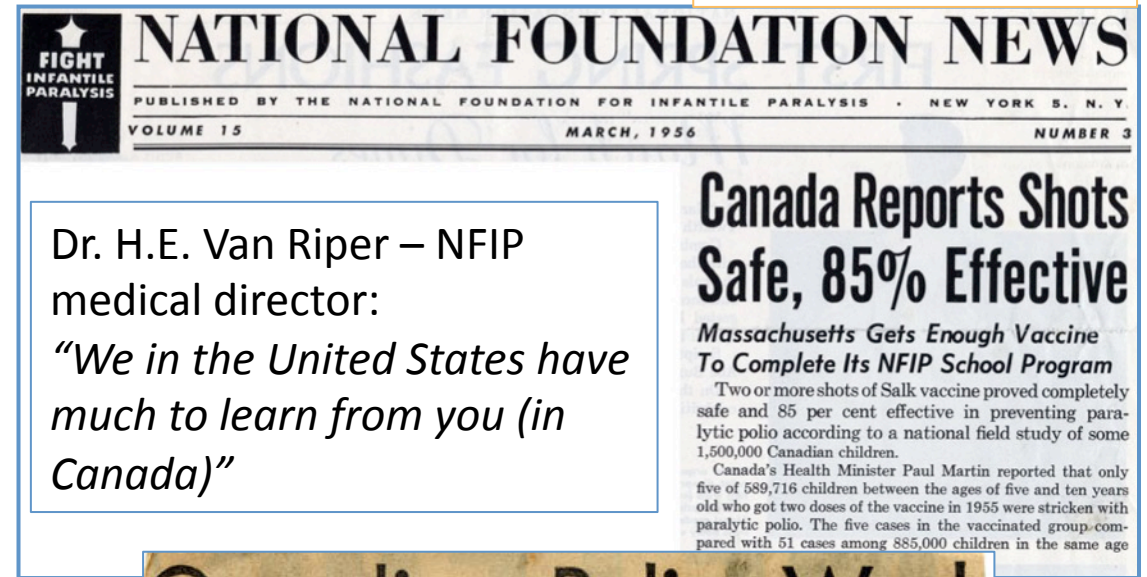 FIGHT
INFANTILE
PARALYSIS
NATIONAL FOUNDATION NEWS
PUBLISHED BY THE NATIONAL FOUNDATION FOR INFANTILE PARALYSIS · NEW YORK 5. N. Y.
VOLUME 15 MARCH, 1956 NUMBER 3
Dr. H.E. Van Riper – NFIP
medical director:
“We in the United States have
much to learn from you (in
Canada)”
Canada Reports Shots
Safe, 85% Effective
Massachusetts Gets Enough Vaccine
To Complete Its NFIP School Program
Two or more shots of Salk vaccine proved completely
safe and 85 per cent effective in preventing para-
lytic polio according to a national field study of some
1,500,000 Canadian children.
Canada's Health Minister Paul Martin reported that only
five of 589,716 children between the ages of five and ten years
old who got two doses of the vaccine in 1955 were stricken with
paralytic polio. The five cases in the vaccinated group com-
pared with 51 cases among 885,000 children in the same age